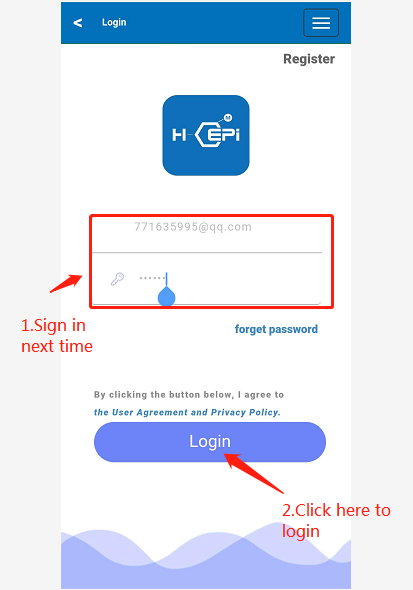 < Login
Register
M
H EPi
771635995@qq.com
······
1.Sign in
next time
forget password
By clicking the button below, I agree to
the User Agreement and Privacy Policy.
Login
2.Click here to
login